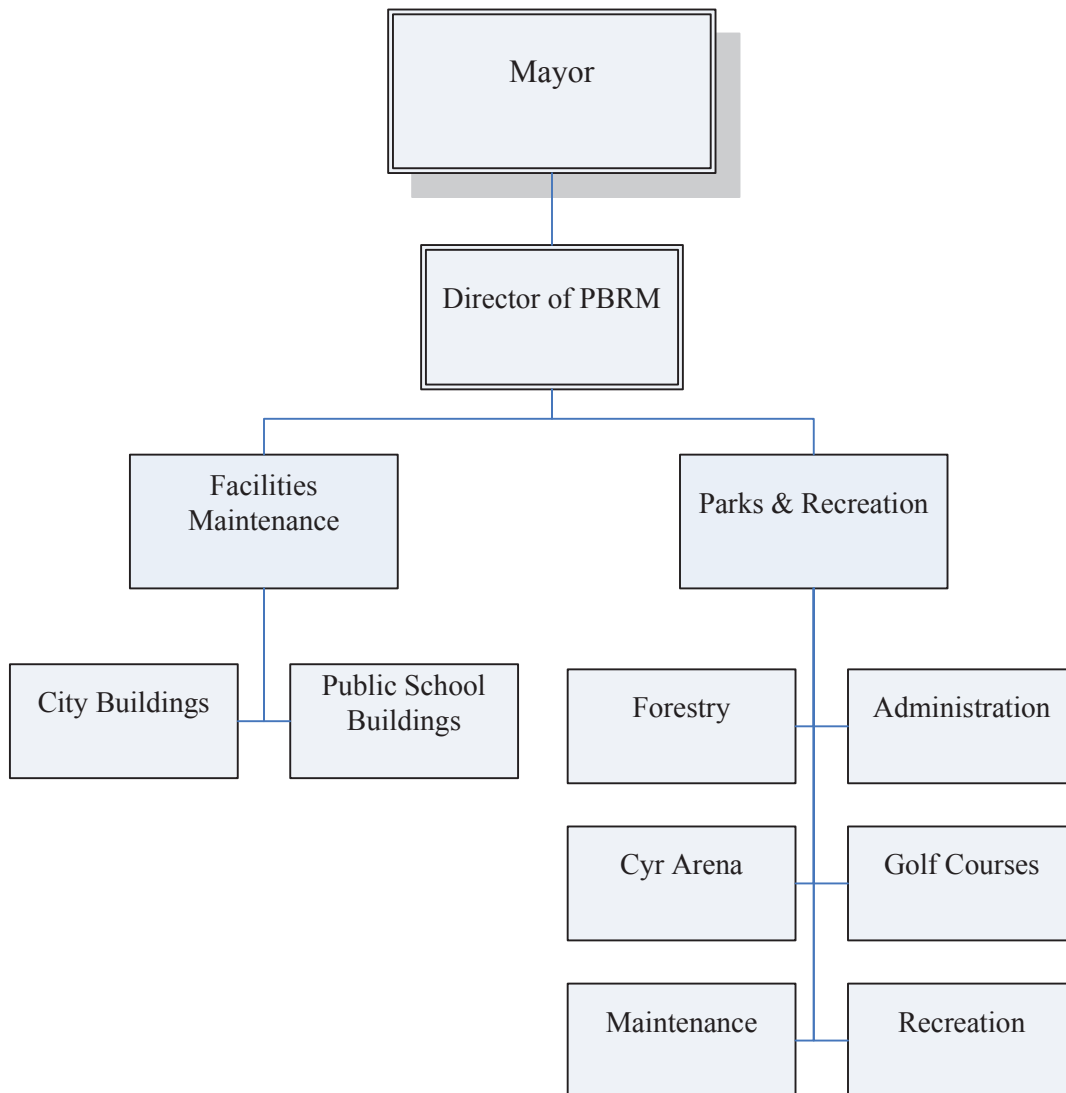 Mayor
Director of PBRM
Facilities
Maintenance
Parks & Recreation
City Buildings
Public School
Buildings
Forestry
Administration
Cyr Arena
Golf Courses
Maintenance
Recreation